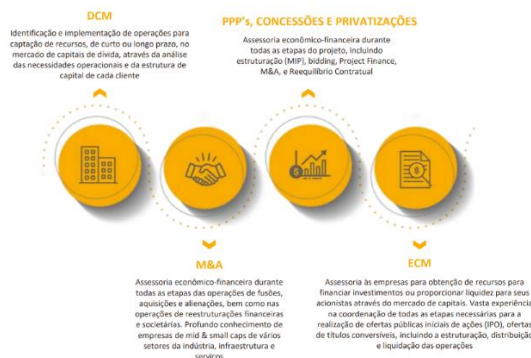 DCM
Identificação e implementação de operações para
captação de recursos, de curto ou longo prazo, no
mercado de capitais de dívida, através da análise
das necessidades operacionais e da estrutura de
capital de cada cliente
PPP's, CONCESSÕES E PRIVATIZAÇÕES
Assessoria econômico-financeira durante
todas as etapas do projeto, incluindo
estruturação (MIP), bidding, Project Finance,
M&A, e Reequilíbrio Contratual
M&A
Assessoria econômico-financeira durante
todas as etapas das operações de fusões,
aquisições e alienações, bem como nas
operações de reestruturações financeiras
e societárias. Profundo conhecimento de
empresas de mid & small caps de vários
setores da indústria, infraestrutura e
serviços
ECM
Assessoria às empresas para obtenção de recursos para
financiar investimentos ou proporcionar liquidez para seus
acionistas através do mercado de capitais. Vasta experiência
na coordenação de todas as etapas necessárias para a
realização de ofertas públicas iniciais de ações (IPO), ofertas
de títulos conversíveis, incluindo a estruturação, distribuição
e liquidação das operações